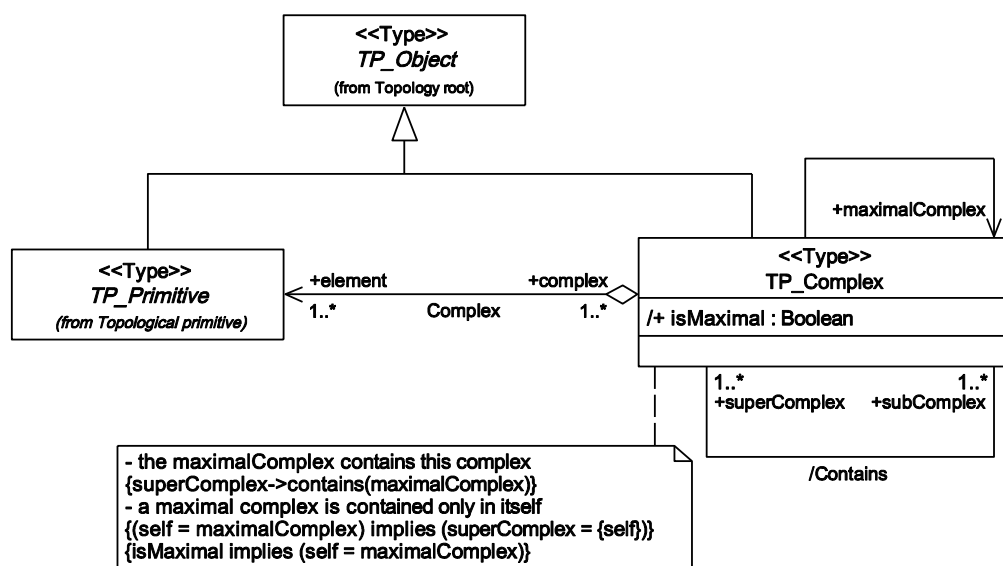 <<Type>>
TP_Object
(from Topology root)
+maximalComplex
<<Type>>
TP_Primitive
(from Topological primitive)
+element
1..*
Complex
+complex
1..*
<<Type>>
TP_Complex
/+ isMaximal : Boolean
1..*
+superComplex
1..*
+subComplex
/Contains
- the maximalComplex contains this complex
{superComplex->contains(maximalComplex)}
- a maximal complex is contained only in itself
{(self = maximalComplex) implies (superComplex = {self})}
{isMaximal implies (self = maximalComplex)}